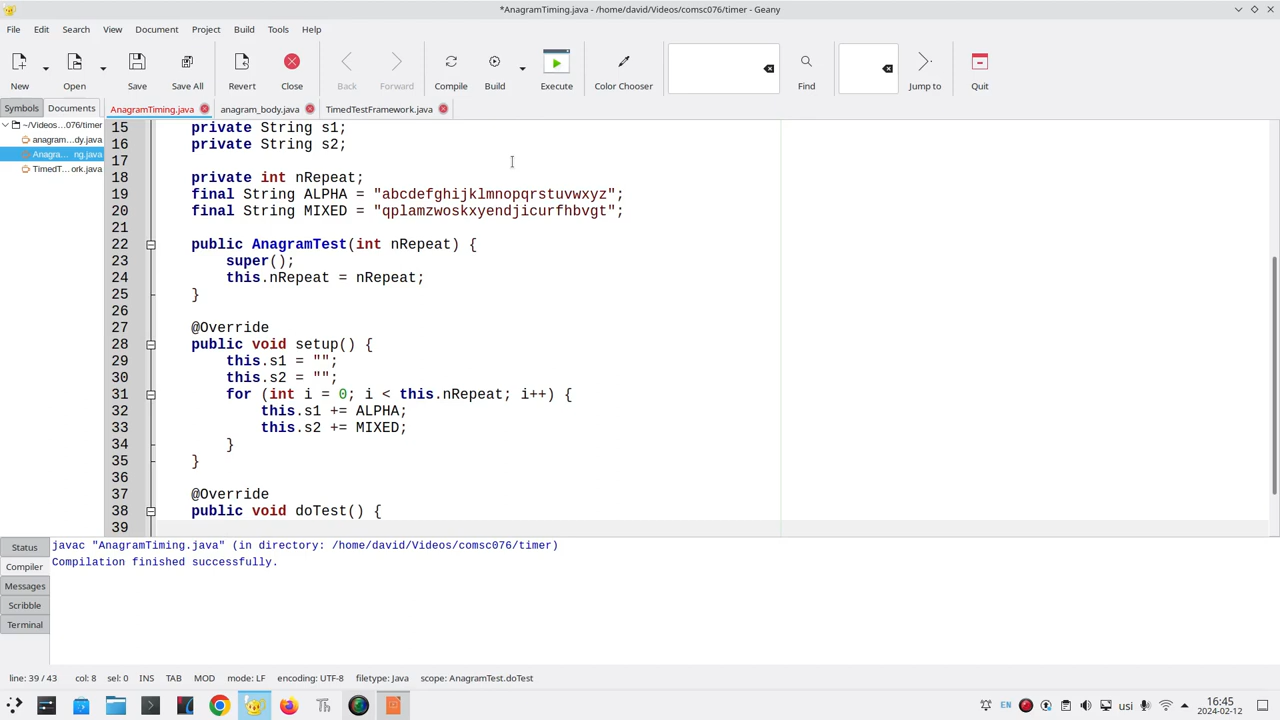 *AnagramTiming.java - /home/david/Videos/comsc076/timer - Geany
File Edit Search View Document Project Build Tools Help
New Open Save Save All Revert Close Back Forward Compile Build Execute Color Chooser Find Jump to Quit
Symbols Documents AnagramTiming.java anagram_body.java TimedTestFramework.java
~/Videos...076/timer
anagram...dy.java
Anagra... ng.java
TimedT...ork.java
15 private String s1;
16 private String s2;
17
18 private int nRepeat;
19 final String ALPHA = "abcdefghijklmnopqrstuvwxyz";
20 final String MIXED = "qplamzwoskxyendjicurfhbvgt";
21
22 public AnagramTest(int nRepeat) {
23 super();
24 this.nRepeat = nRepeat;
25 }
26
27 @Override
28 public void setup() {
29 this.s1 = "";
30 this.s2 = "";
31 for (int i = 0; i < this.nRepeat; i++) {
32 this.s1 += ALPHA;
33 this.s2 += MIXED;
34 }
35 }
36
37 @Override
38 public void doTest() {
39
Status
Compiler
Messages
Scribble
Terminal
javac "AnagramTiming.java" (in directory: /home/david/Videos/comsc076/timer)
Compilation finished successfully.
line: 39 / 43 col: 8 sel: 0 INS TAB MOD mode: LF encoding: UTF-8 filetype: Java scope: AnagramTest.doTest
Th EN usi 16:45
2024-02-12